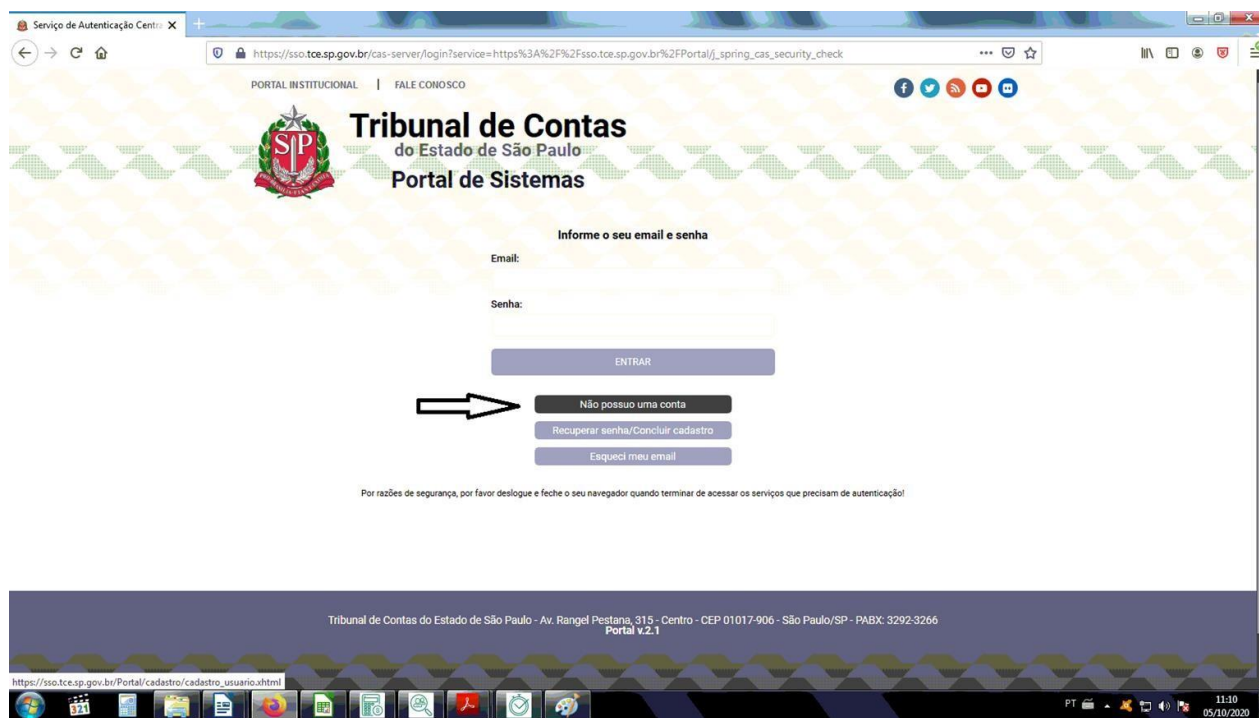 Serviço de Autenticação Centra
https://sso.tce.sp.gov.br/cas-server/login?service=https%3A%2F%2Fsso.tce.sp.gov.br%2FPortal/j_spring_cas_security_check
PORTAL INSTITUCIONAL | FALE CONOSCO
SP
Tribunal de Contas
do Estado de São Paulo
Portal de Sistemas
Informe o seu email e senha
Email:
Senha:
ENTRAR
Não possuo uma conta
Recuperar senha/Concluir cadastro
Esqueci meu email
Por razões de segurança, por favor deslogue e feche o seu navegador quando terminar de acessar os serviços que precisam de autenticação!
Tribunal de Contas do Estado de São Paulo - Av. Rangel Pestana, 315 - Centro - CEP 01017-906 - São Paulo/SP - PABX: 3292-3266
Portal v.2.1
https://sso.tce.sp.gov.br/Portal/cadastro/cadastro_usuario.xhtml
321
PT
11:10
05/10/2020